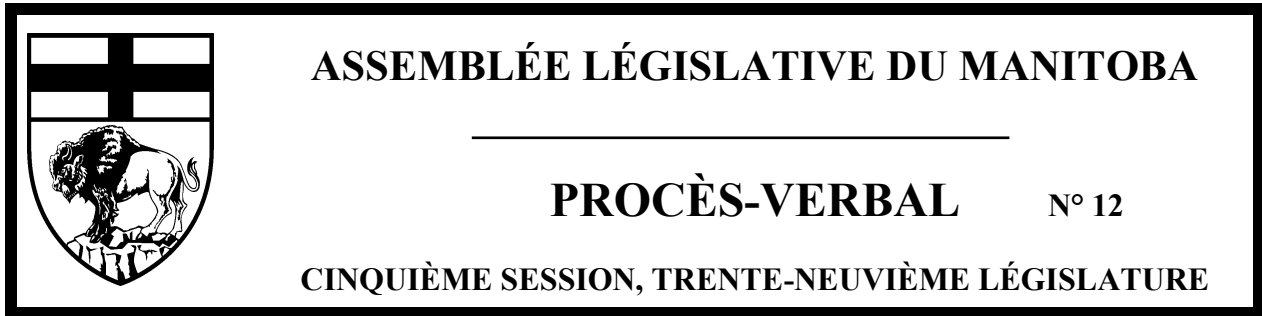 ASSEMBLÉE LÉGISLATIVE DU MANITOBA
PROCÈS-VERBAL N° 12
CINQUIÈME SESSION, TRENTE-NEUVIÈME LÉGISLATURE